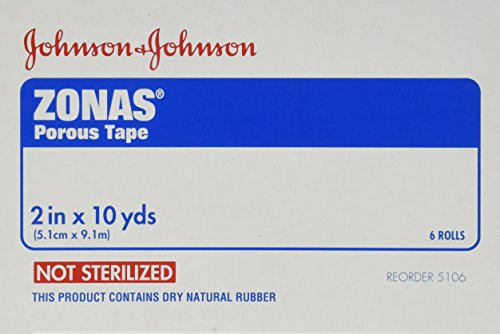 Johnson & Johnson
ZONAS®
Porous Tape
2 in x 10 yds
(5.1cm x 9.1m)
6 ROLLS
NOT STERILIZED
REORDER 5106
THIS PRODUCT CONTAINS DRY NATURAL RUBBER